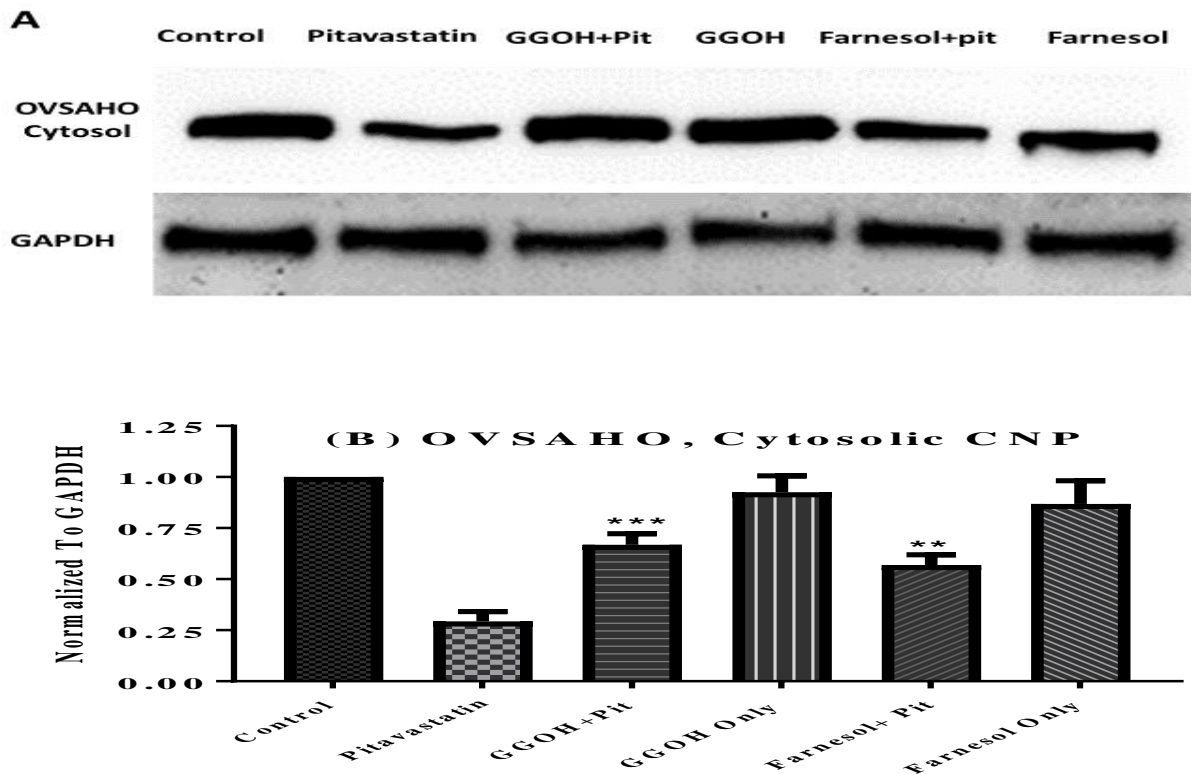 A
Control Pitavastatin GGOH+Pit GGOH Farnesol+pit Farnesol
OVSAHO
Cytosol
GAPDH
(B) OVSAHO, Cytosolic CNP
Normalized To GAPDH
1.25
1.00
0.75
0.50
0.25
0.00
***
**
Control
Pitavastatin
GGOH+Pit
GGOH Only
Farnesol+ Pit
Farnesol Only